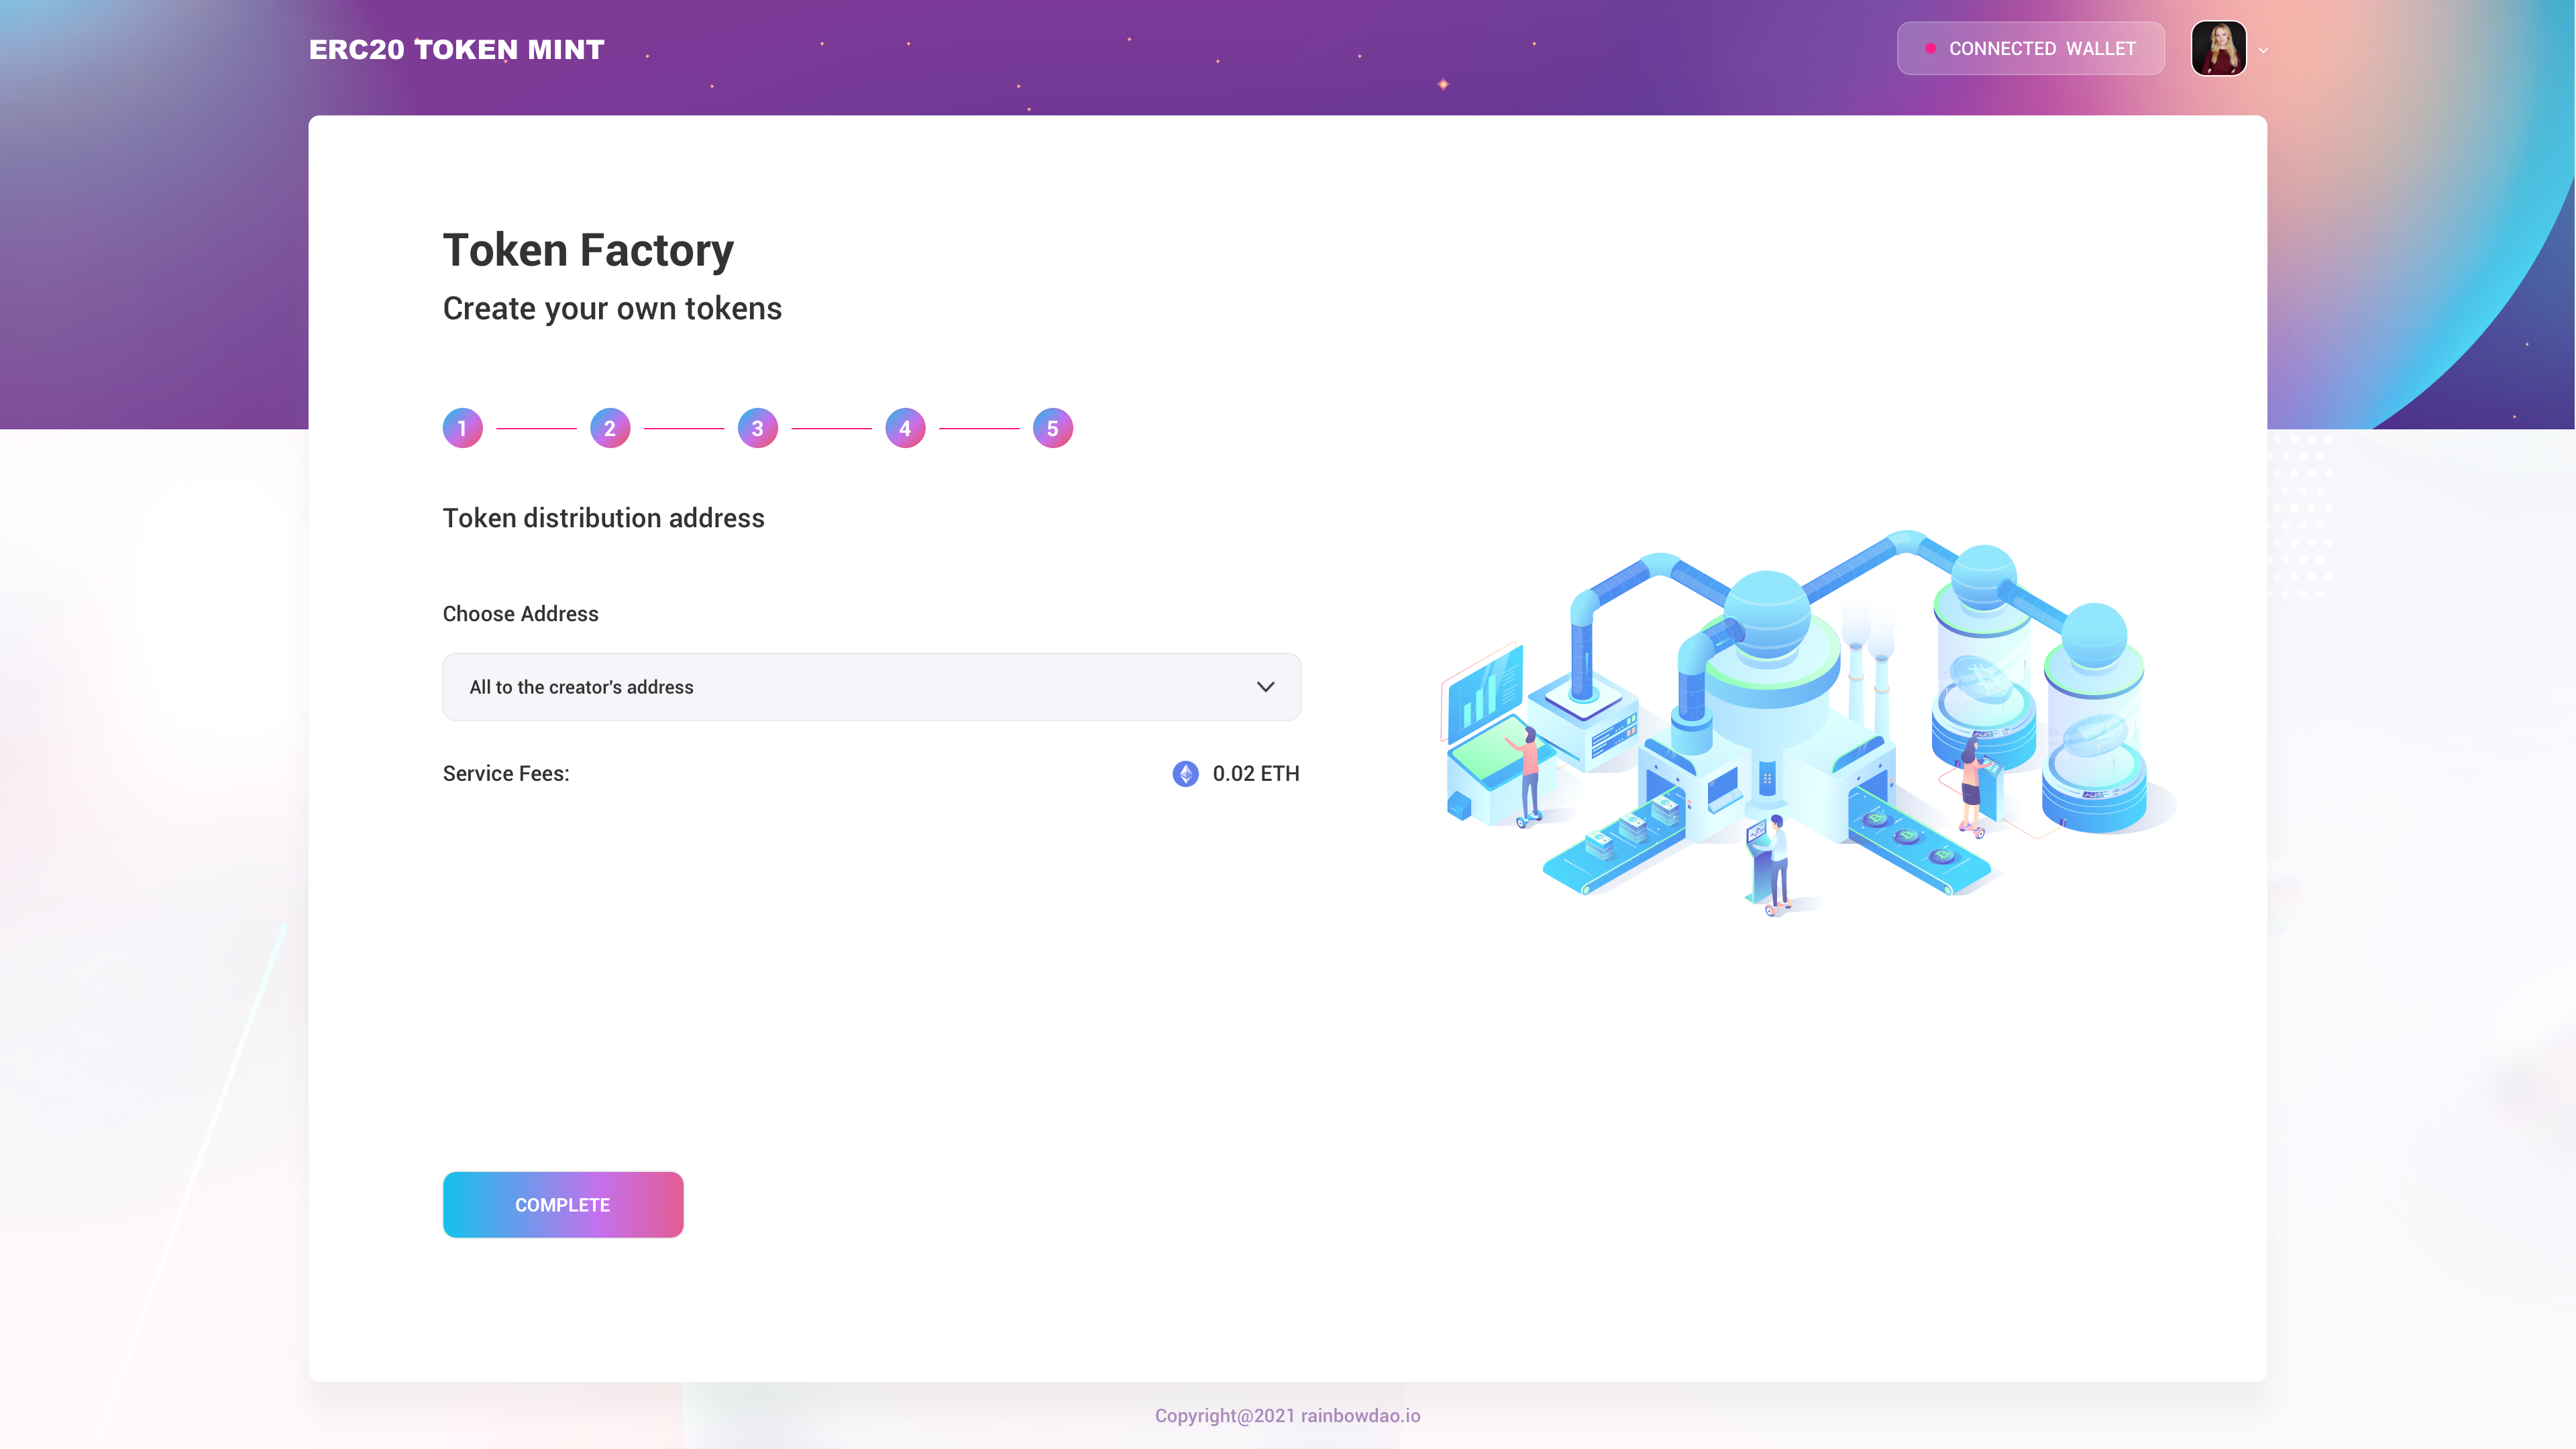 ERC20 TOKEN MINT
CONNECTED WALLET
Token Factory
Create your own tokens
1 2 3 4 5
Token distribution address
Choose Address
All to the creator's address
Service Fees:
0.02 ETH
COMPLETE
Copyright@2021 rainbowdao.io